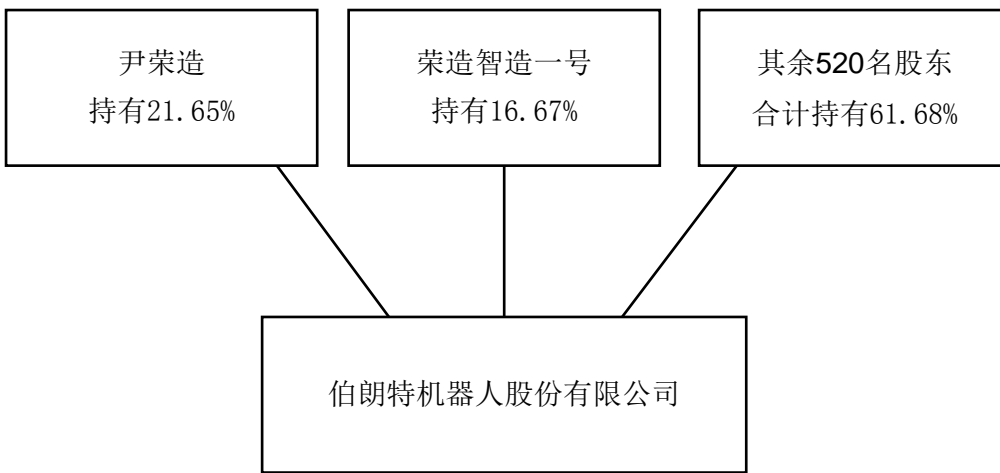 尹荣造
持有21.65%
荣造智造一号
持有16.67%
其余520名股东
合计持有61.68%
伯朗特机器人股份有限公司